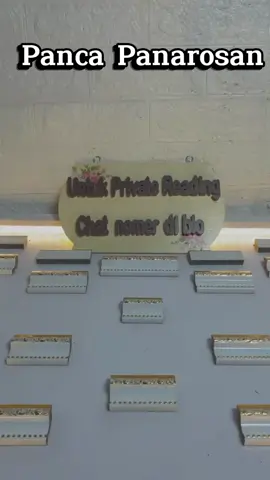 Panca Panarosan
Untuk Private Reading
Chat nomer di bio